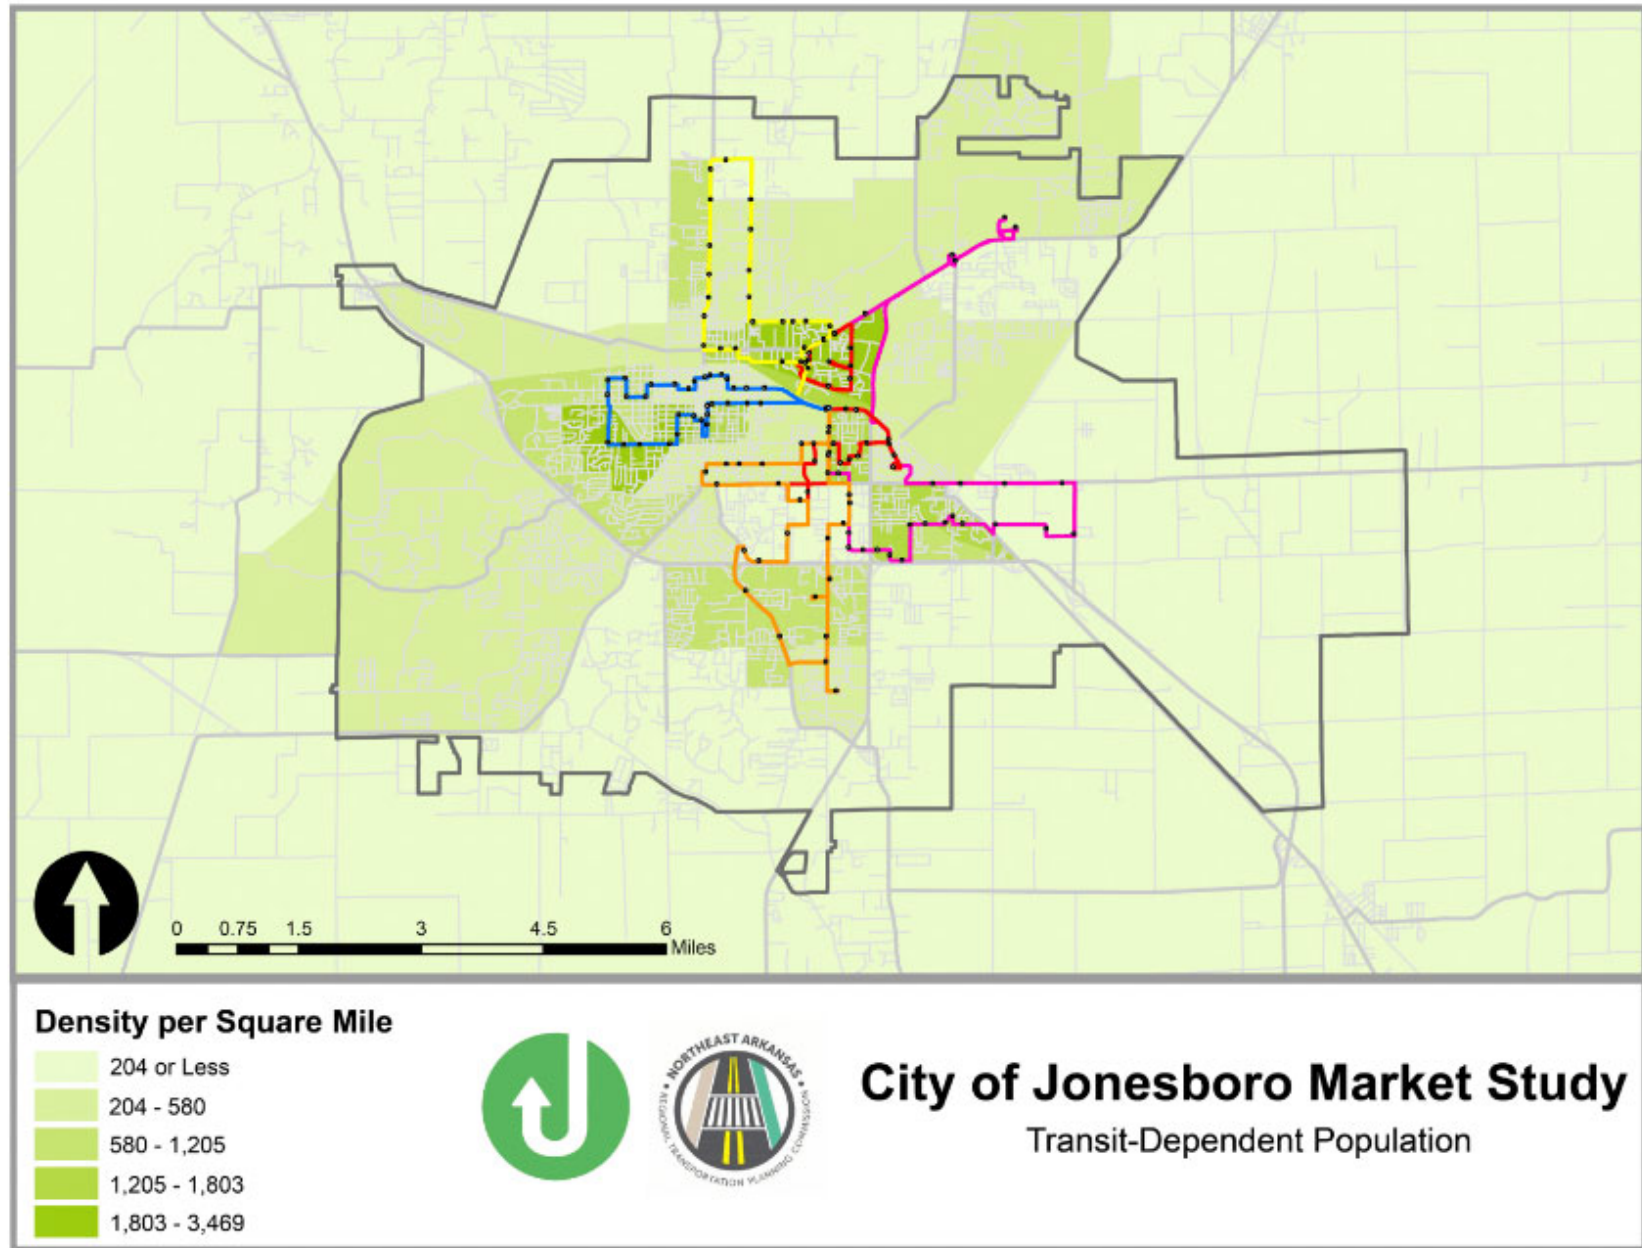 0 0.75 1.5 3 4.5 6
Miles
Density per Square Mile
204 or Less
204 - 580
580 - 1,205
1,205 - 1,803
1,803 - 3,469
NORTHEAST ARKANSAS
REGIONAL TRANSPORTATION PLANNING COMMISSION
City of Jonesboro Market Study
Transit-Dependent Population